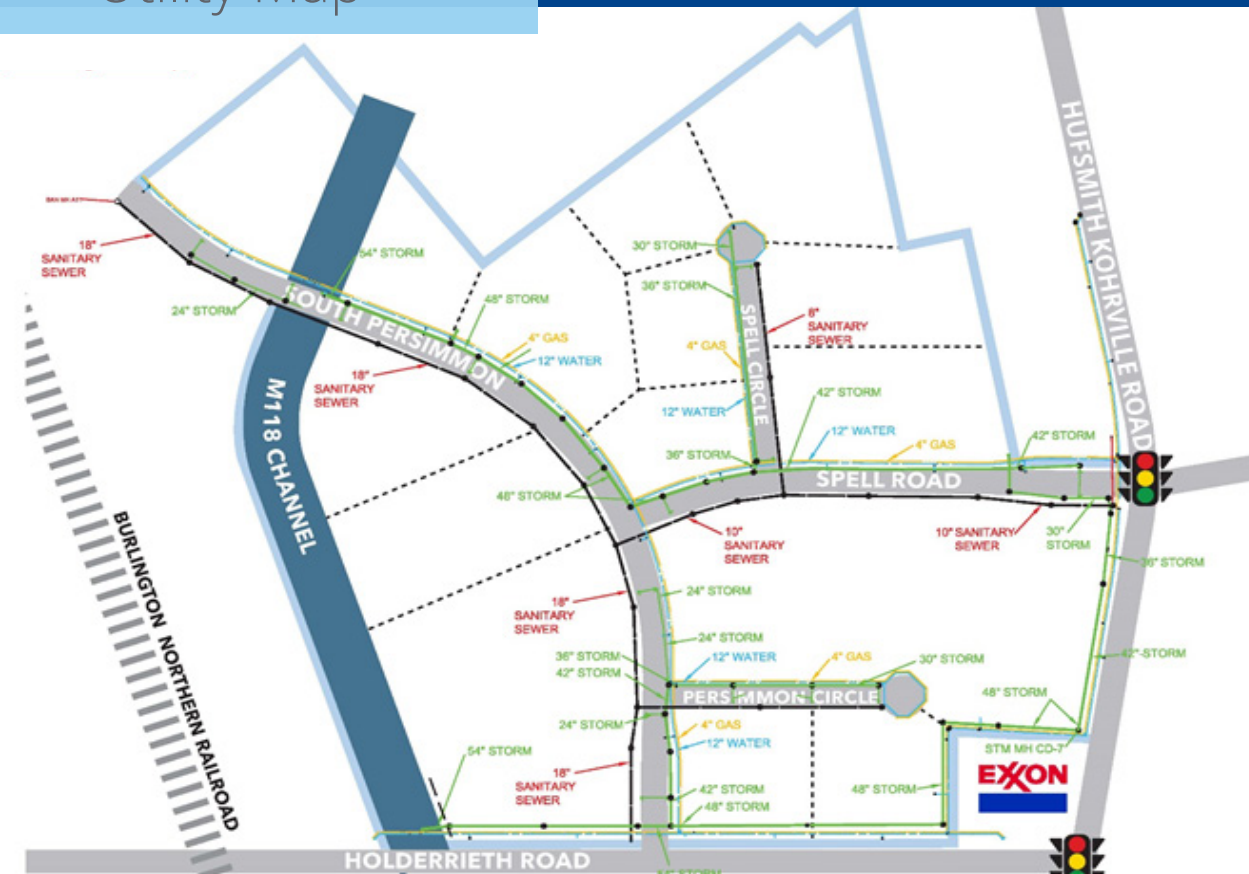 Utility Map
HUFSMITH KOHRVILLE ROAD
18"
SANITARY
SEWER
54" STORM
24" STORM
SOUTH PERSIMMON
48" STORM
4" GAS
12" WATER
18"
SANITARY
SEWER
30" STORM
36" STORM
SPELL CIRCLE
8"
SANITARY
SEWER
4" GAS
12" WATER
42" STORM
12" WATER
4" GAS
42" STORM
36" STORM
SPELL ROAD
48" STORM
10"
SANITARY
SEWER
10" SANITARY
SEWER
30"
STORM
36" STORM
M118 CHANNEL
BURLINGTON NORTHERN RAILROAD
24" STORM
18"
SANITARY
SEWER
24" STORM
36" STORM
12" WATER
4" GAS
30" STORM
42" STORM
42" STORM
PERSIMMON CIRCLE
24" STORM
4" GAS
12" WATER
48" STORM
STM MH CD-7
EXXON
54" STORM
18"
SANITARY
SEWER
42" STORM
48" STORM
48" STORM
HOLDERRIETH ROAD